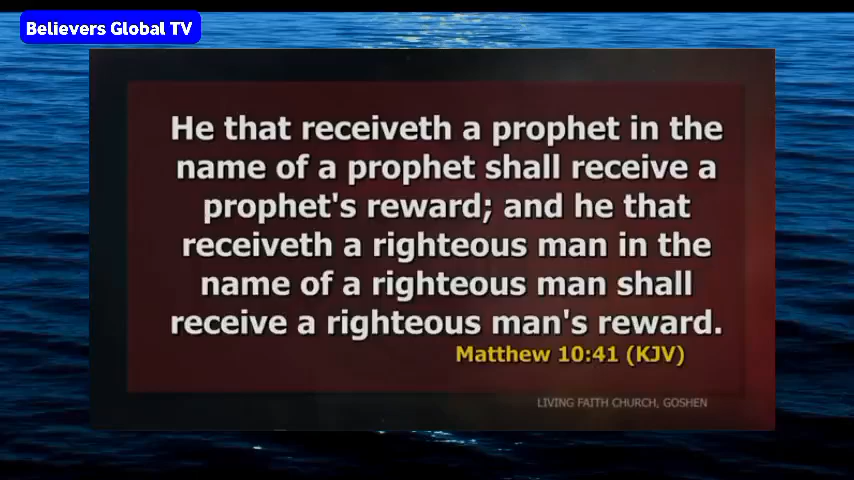 Believers Global TV
He that receiveth a prophet in the
name of a prophet shall receive a
prophet's reward; and he that
receiveth a righteous man in the
name of a righteous man shall
receive a righteous man's reward.
Matthew 10:41 (KJV)
LIVING FAITH CHURCH, GOSHEN